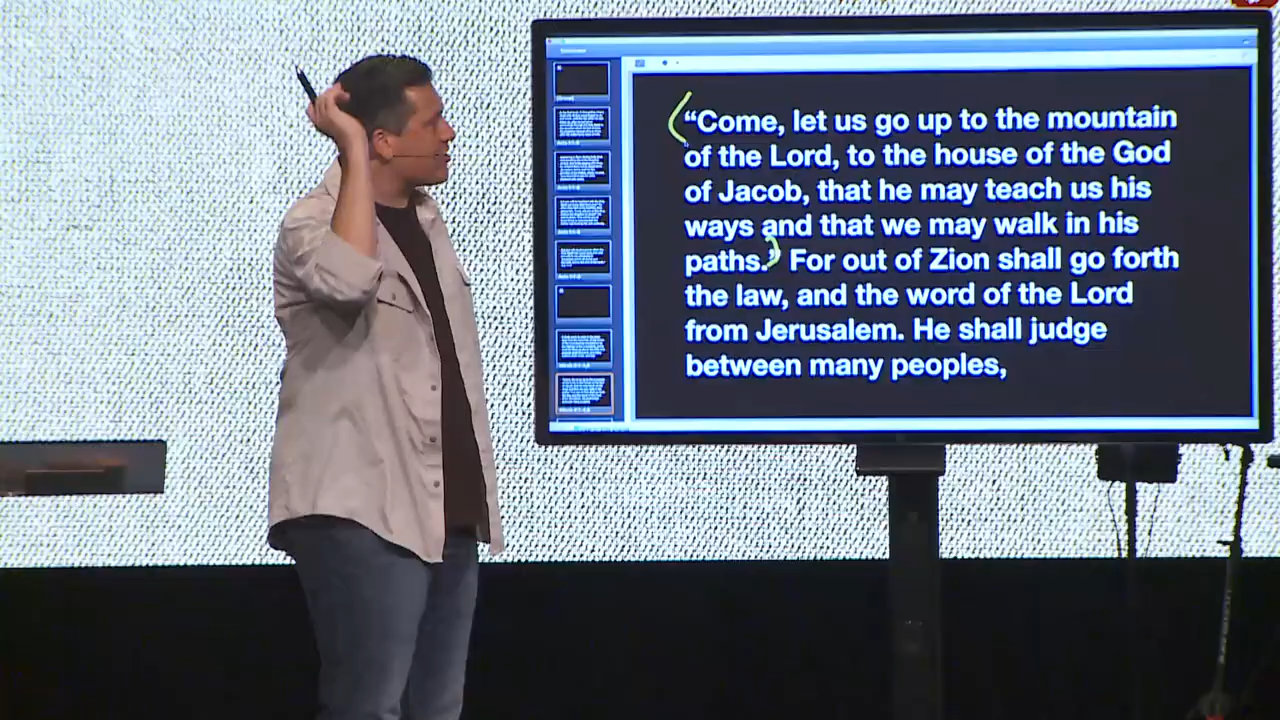 “Come, let us go up to the mountain
of the Lord, to the house of the God
of Jacob, that he may teach us his
ways and that we may walk in his
paths.” For out of Zion shall go forth
the law, and the word of the Lord
from Jerusalem. He shall judge
between many peoples,